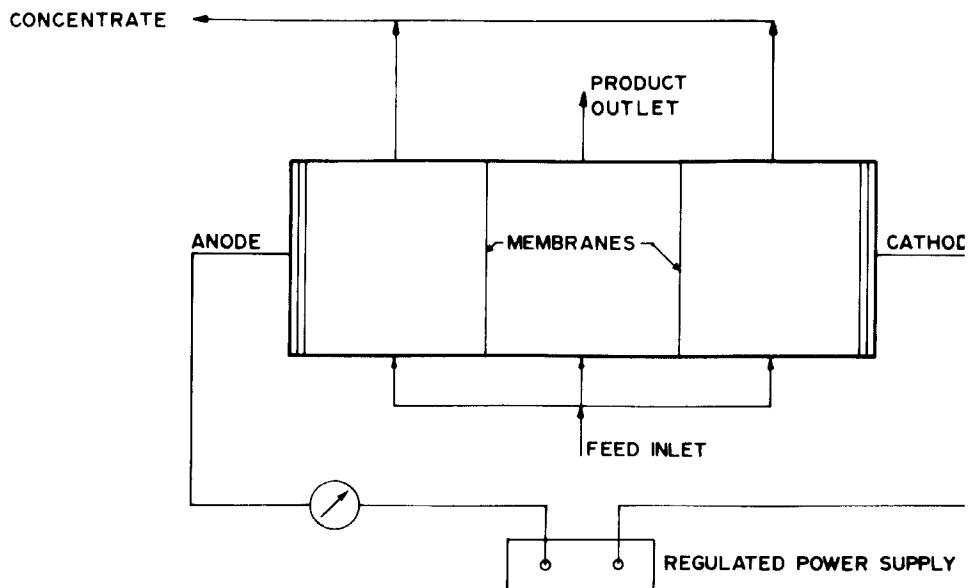 CONCENTRATE
PRODUCT
OUTLET
ANODE
MEMBRANES
CATHOD
FEED INLET
REGULATED POWER SUPPLY